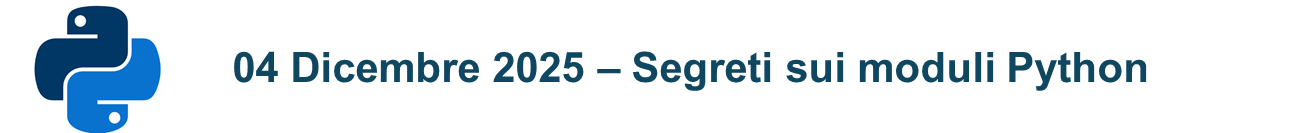 04 Dicembre 2025 – Segreti sui moduli Python